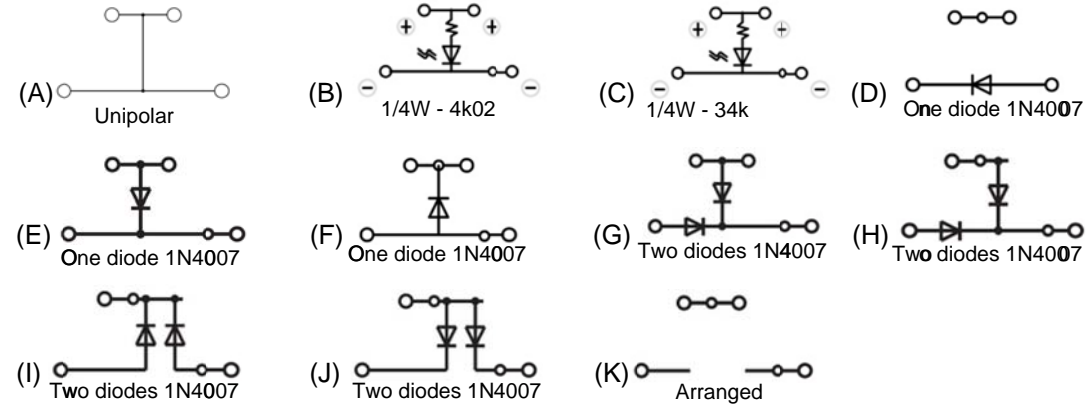 (A)
Unipolar
(B)
+ +
- -
1/4W - 4k02
(C)
+ +
- -
1/4W - 34k
(D)
One diode 1N4007
(E)
One diode 1N4007
(F)
One diode 1N4007
(G)
Two diodes 1N4007
(H)
Two diodes 1N4007
(I)
Two diodes 1N4007
(J)
Two diodes 1N4007
(K)
Arranged